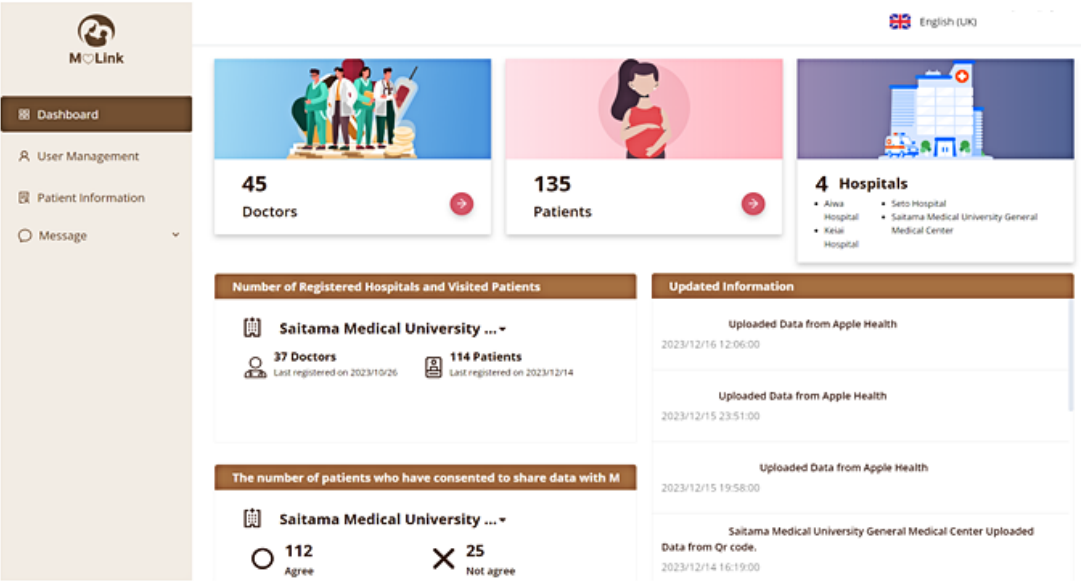 M♡Link
English (UK)
Dashboard
User Management
Patient Information
Message
45
Doctors
135
Patients
4 Hospitals
• Aiwa
Hospital
• Keiai
Hospital
• Seto Hospital
• Saitama Medical University General
Medical Center
Number of Registered Hospitals and Visited Patients
Saitama Medical University ...
37 Doctors
Last registered on 2023/10/26
114 Patients
Last registered on 2023/12/14
The number of patients who have consented to share data with M
Saitama Medical University ...
112
Agree
25
Not agree
Updated Information
Uploaded Data from Apple Health
2023/12/16 12:06:00
Uploaded Data from Apple Health
2023/12/15 23:51:00
Uploaded Data from Apple Health
2023/12/15 19:58:00
Saitama Medical University General Medical Center Uploaded
Data from Qr code.
2023/12/14 16:19:00